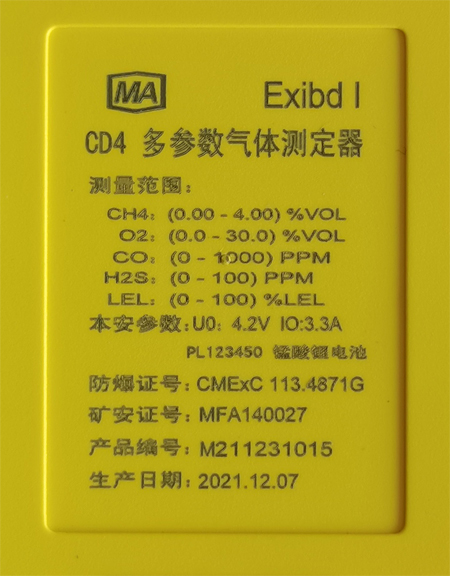 MA Exibd I
CD4 多参数气体测定器
测量范围：
CH4：(0.00 - 4.00) %VOL
O2：(0.0 - 30.0) %VOL
CO：(0 - 1000) PPM
H2S：(0 - 100) PPM
LEL：(0 - 100) %LEL
本安参数：U0：4.2V IO:3.3A
PL123450 锰酸锂电池
防爆证号：CMExC 113.4871G
矿安证号：MFA140027
产品编号：M211231015
生产日期：2021.12.07